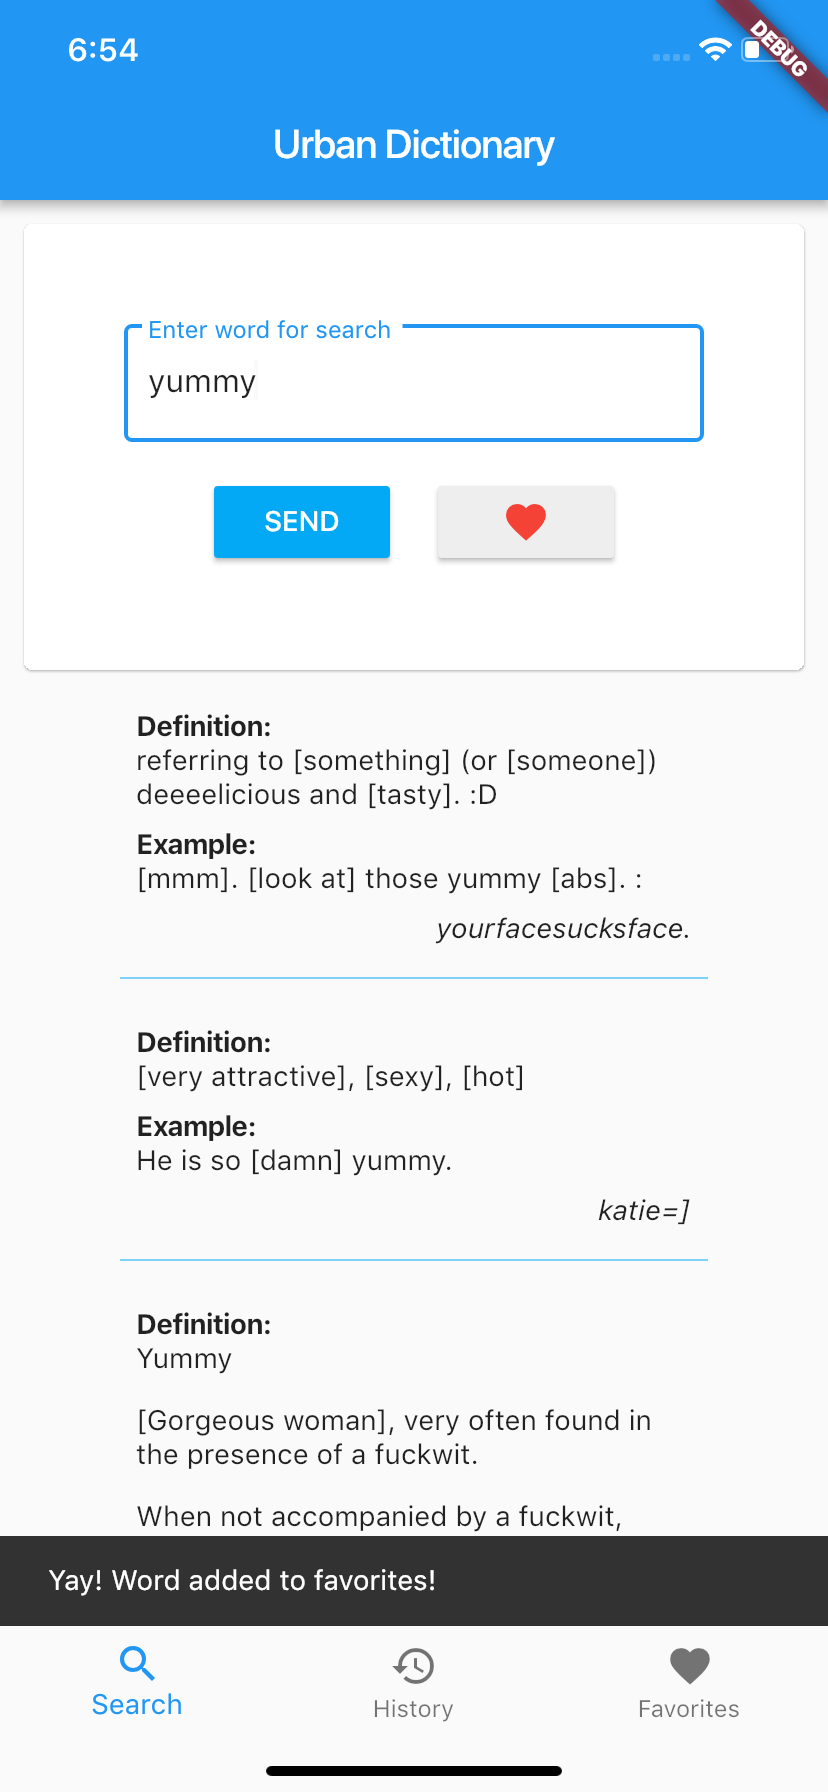 6:54
DEBUG
Urban Dictionary
Enter word for search
yummy
SEND
Definition:
referring to [something] (or [someone])
deeeelicious and [tasty]. :D
Example:
[mmm]. [look at] those yummy [abs]. :
yourfacesucksface.
Definition:
[very attractive], [sexy], [hot]
Example:
He is so [damn] yummy.
katie=]
Definition:
Yummy
[Gorgeous woman], very often found in
the presence of a fuckwit.
When not accompanied by a fuckwit,
Yay! Word added to favorites!
Search
History
Favorites